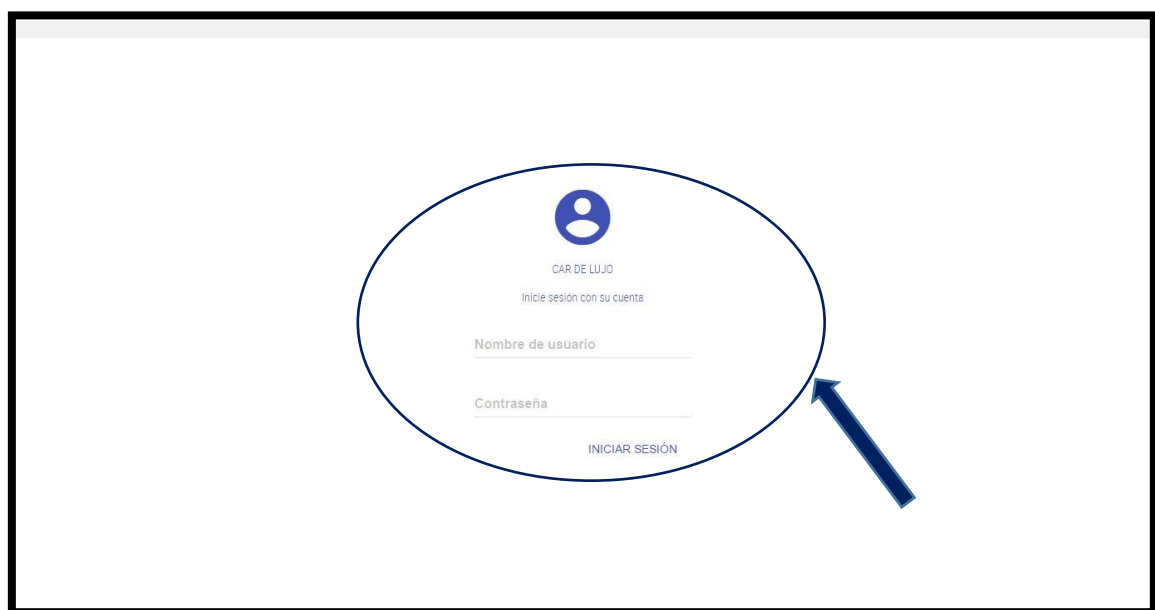 CAR DE LUJO
Inicie sesión con su cuenta
Nombre de usuario
Contraseña
INICIAR SESIÓN